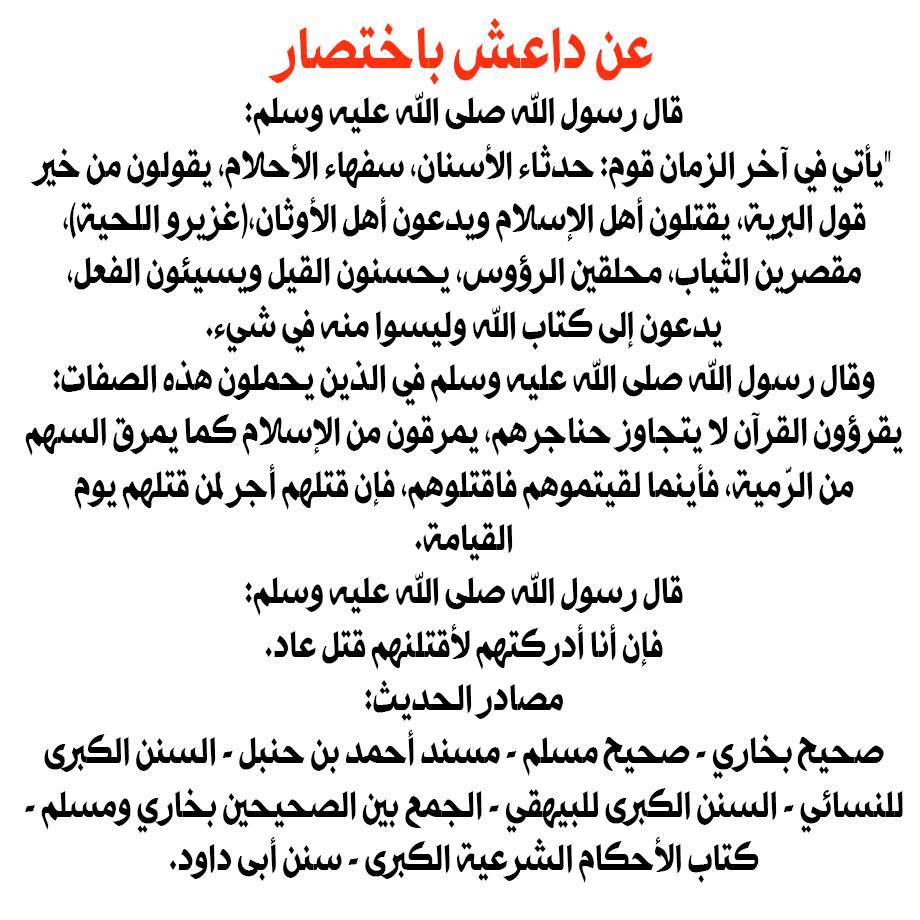 عن داعش باختصار
قال رسول الله صلى الله عليه وسلم:
"يأتي في آخر الزمان قوم: حدثاء الأسنان، سفهاء الأحلام، يقولون من خير
قول البرية، يقتلون أهل الإسلام ويدعون أهل الأوثان،(غزيرو اللحية)،
مقصرين الثياب، محلقين الرؤوس، يحسنون القيل ويسيئون الفعل،
يدعون إلى كتاب الله وليسوا منه في شيء.
وقال رسول الله صلى الله عليه وسلم في الذين يحملون هذه الصفات:
يقرؤون القرآن لا يتجاوز حناجرهم، يمرقون من الإسلام كما يمرق السهم
من الرّمية، فأينما لقيتموهم فاقتلوهم، فإن قتلهم أجر لمن قتلهم يوم
القيامة.
قال رسول الله صلى الله عليه وسلم:
فإن أنا أدركتهم لأقتلنهم قتل عاد.
مصادر الحديث:
صحيح بخاري - صحيح مسلم - مسند أحمد بن حنبل - السنن الكبرى
للنسائي - السنن الكبرى للبيهقي - الجمع بين الصحيحين بخاري ومسلم -
كتاب الأحكام الشرعية الكبرى - سنن أبى داود.